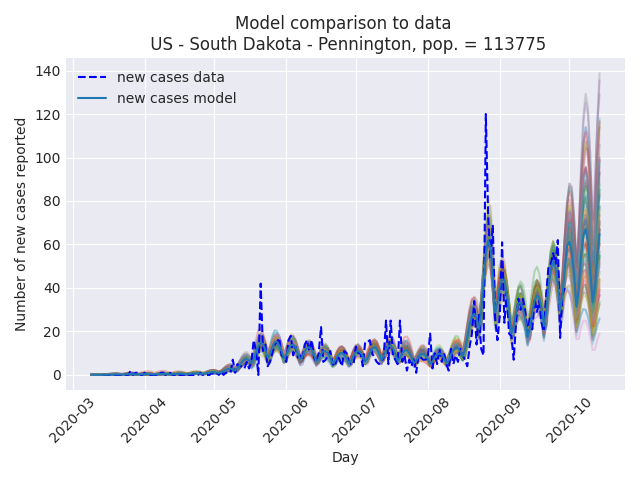 Model comparison to data
US - South Dakota - Pennington, pop. = 113775
new cases data
new cases model
Number of new cases reported
140
120
100
80
60
40
20
0
2020-03
2020-04
2020-05
2020-06
2020-07
2020-08
2020-09
2020-10
Day